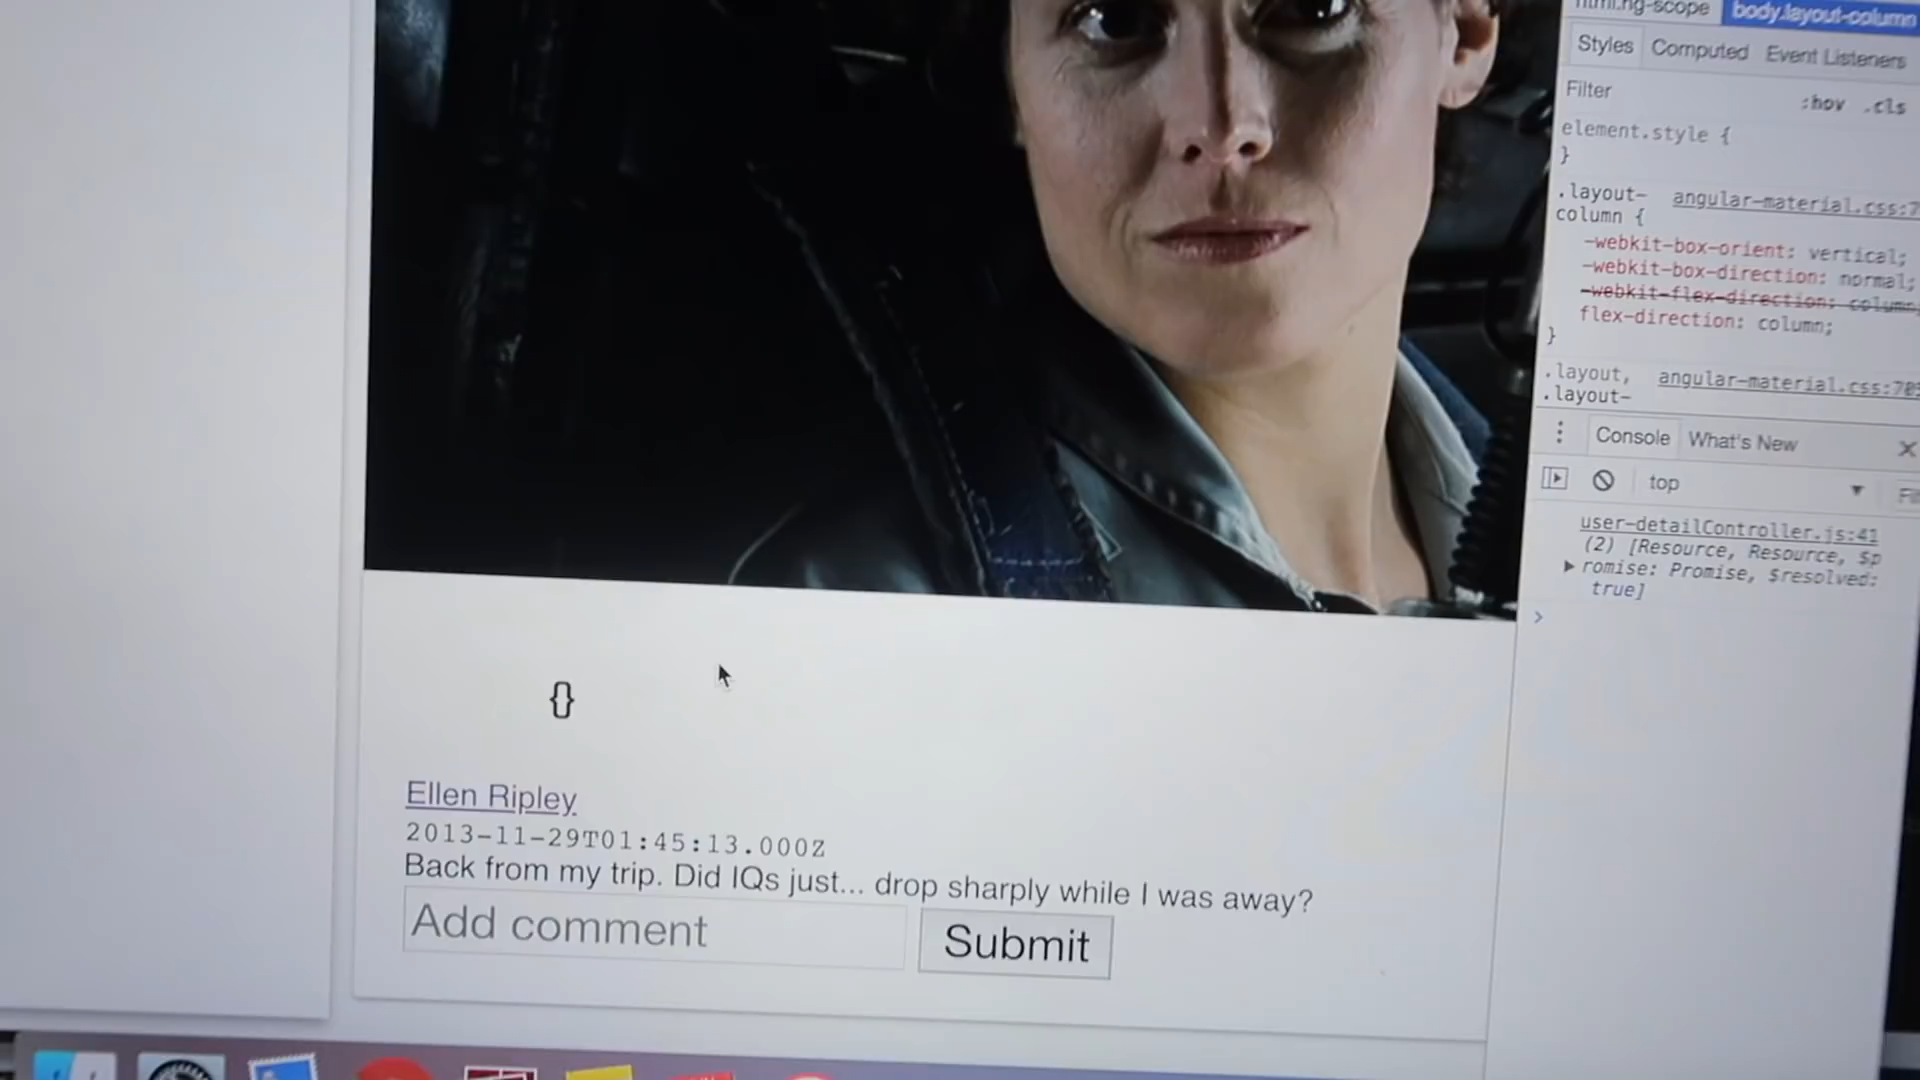 html.ng-scope body.layout-column
Styles Computed Event Listeners
Filter :hov .cls
element.style {
}
.layout- angular-material.css:7
column {
-webkit-box-orient: vertical;
-webkit-box-direction: normal;
-webkit-flex-direction: column
flex-direction: column;
}
.layout, angular-material.css:705
.layout-
Console What's New
top Fil
user-detailController.js:41
(2) [Resource, Resource, $p
romise: Promise, $resolved:
true]
{}
Ellen Ripley
2013-11-29T01:45:13.000Z
Back from my trip. Did IQs just... drop sharply while I was away?
Add comment
Submit